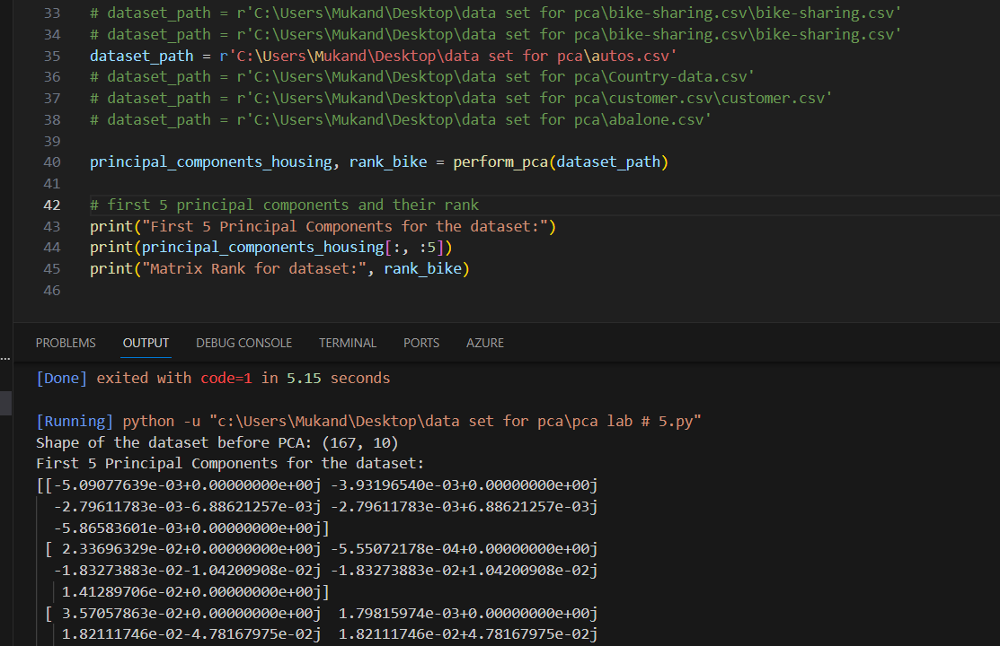 33 # dataset_path = r'C:\Users\Mukand\Desktop\data set for pca\bike-sharing.csv\bike-sharing.csv'
34 # dataset_path = r'C:\Users\Mukand\Desktop\data set for pca\bike-sharing.csv\bike-sharing.csv'
35 dataset_path = r'C:\Users\Mukand\Desktop\data set for pca\autos.csv'
36 # dataset_path = r'C:\Users\Mukand\Desktop\data set for pca\Country-data.csv'
37 # dataset_path = r'C:\Users\Mukand\Desktop\data set for pca\customer.csv\customer.csv'
38 # dataset_path = r'C:\Users\Mukand\Desktop\data set for pca\abalone.csv'
39
40 principal_components_housing, rank_bike = perform_pca(dataset_path)
41
42 # first 5 principal components and their rank
43 print("First 5 Principal Components for the dataset:")
44 print(principal_components_housing[:, :5])
45 print("Matrix Rank for dataset:", rank_bike)
46
PROBLEMS OUTPUT DEBUG CONSOLE TERMINAL PORTS AZURE
[Done] exited with code=1 in 5.15 seconds
[Running] python -u "c:\Users\Mukand\Desktop\data set for pca\pca lab # 5.py"
Shape of the dataset before PCA: (167, 10)
First 5 Principal Components for the dataset:
[[-5.09077639e-03+0.00000000e+00j -3.93196540e-03+0.00000000e+00j
-2.79611783e-03-6.88621257e-03j -2.79611783e-03+6.88621257e-03j
-5.86583601e-03+0.00000000e+00j]
[ 2.33696329e-02+0.00000000e+00j -5.55072178e-04+0.00000000e+00j
-1.83273883e-02-1.04200908e-02j -1.83273883e-02+1.04200908e-02j
1.41289706e-02+0.00000000e+00j]
[ 3.57057863e-02+0.00000000e+00j 1.79815974e-03+0.00000000e+00j
1.82111746e-02-4.78167975e-02j 1.82111746e-02+4.78167975e-02j